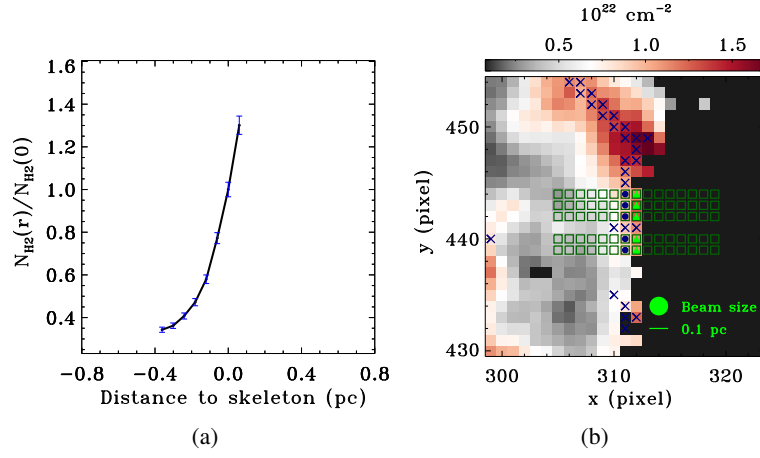 10²² cm⁻²
0.5 1.0 1.5
1.6
1.4
1.2
1.0
0.8
0.6
0.4
N_H2(r)/N_H2(0)
−0.8 −0.4 0.0 0.4 0.8
Distance to skeleton (pc)
(a)
450
440
430
y (pixel)
Beam size
0.1 pc
300 310 320
x (pixel)
(b)